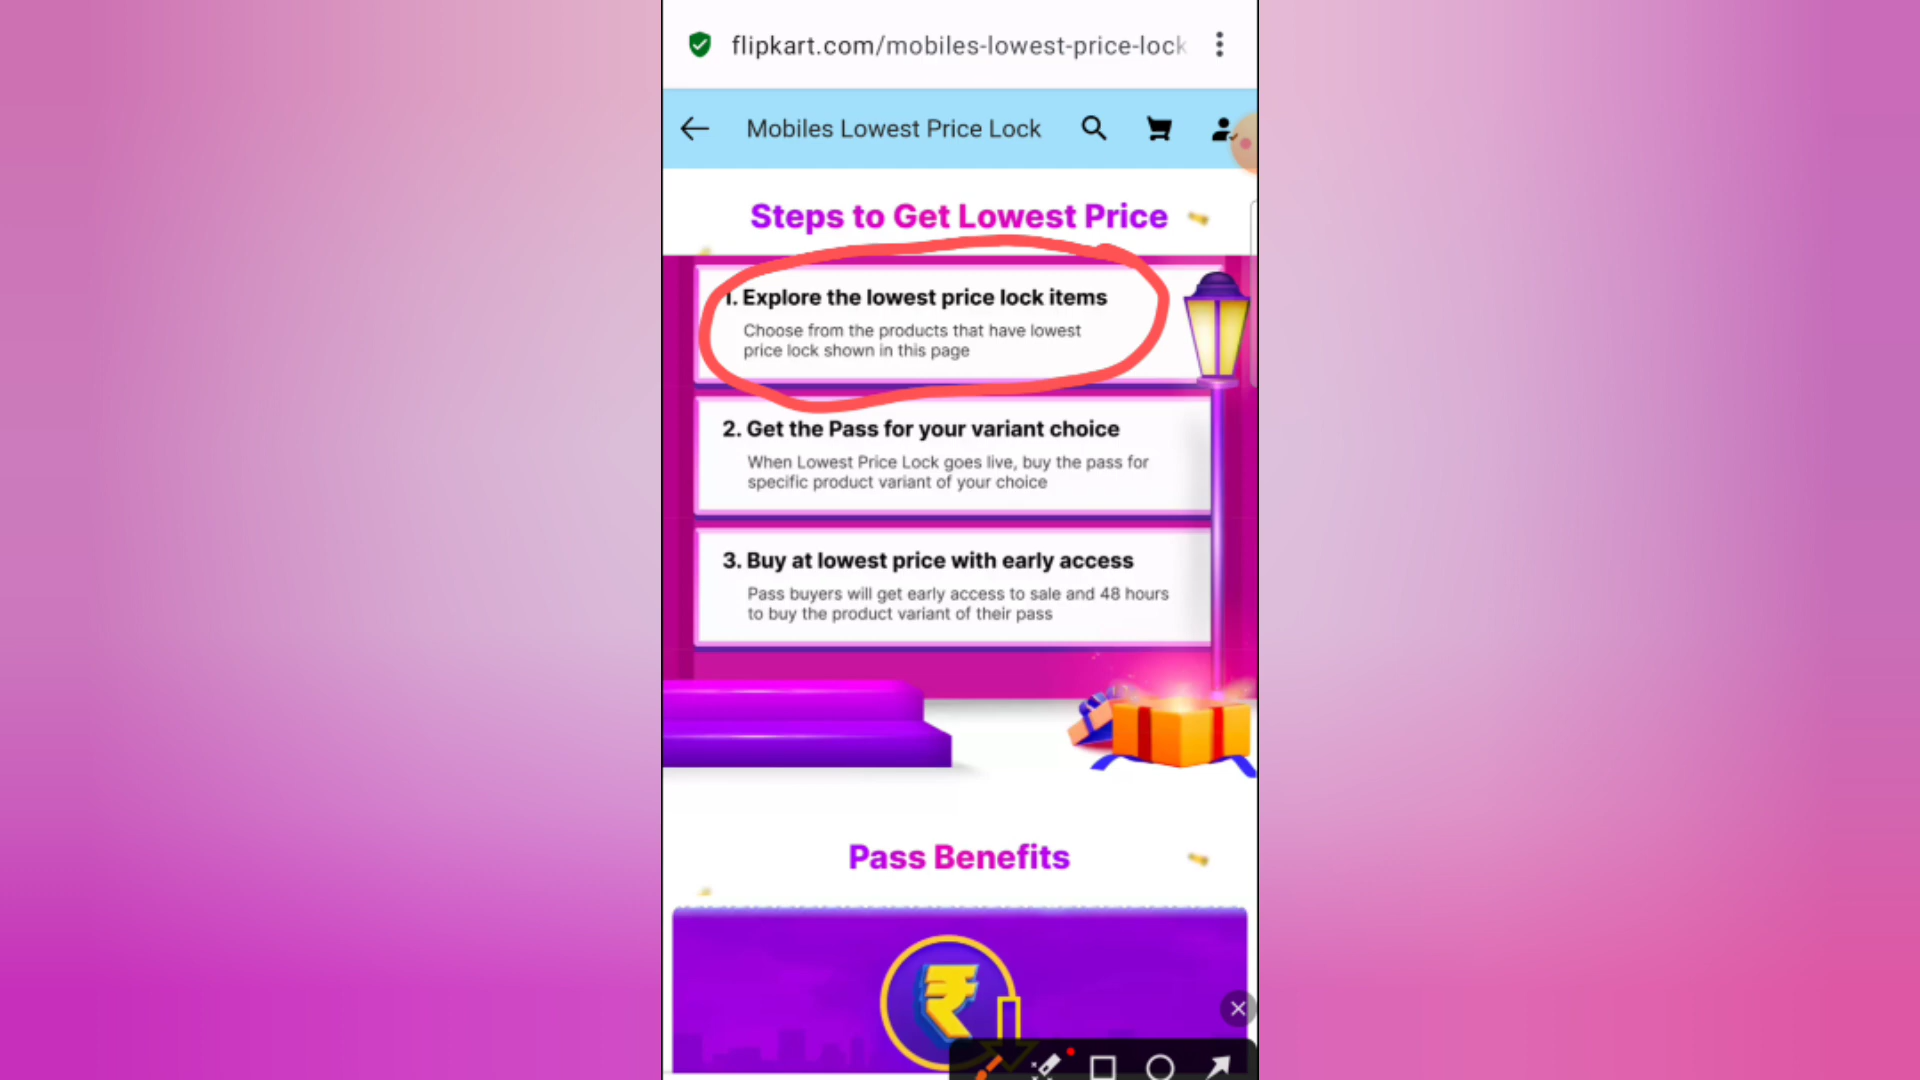 flipkart.com/mobiles-lowest-price-lock
Mobiles Lowest Price Lock
Steps to Get Lowest Price
1. Explore the lowest price lock items
Choose from the products that have lowest
price lock shown in this page
2. Get the Pass for your variant choice
When Lowest Price Lock goes live, buy the pass for
specific product variant of your choice
3. Buy at lowest price with early access
Pass buyers will get early access to sale and 48 hours
to buy the product variant of their pass
Pass Benefits
₹